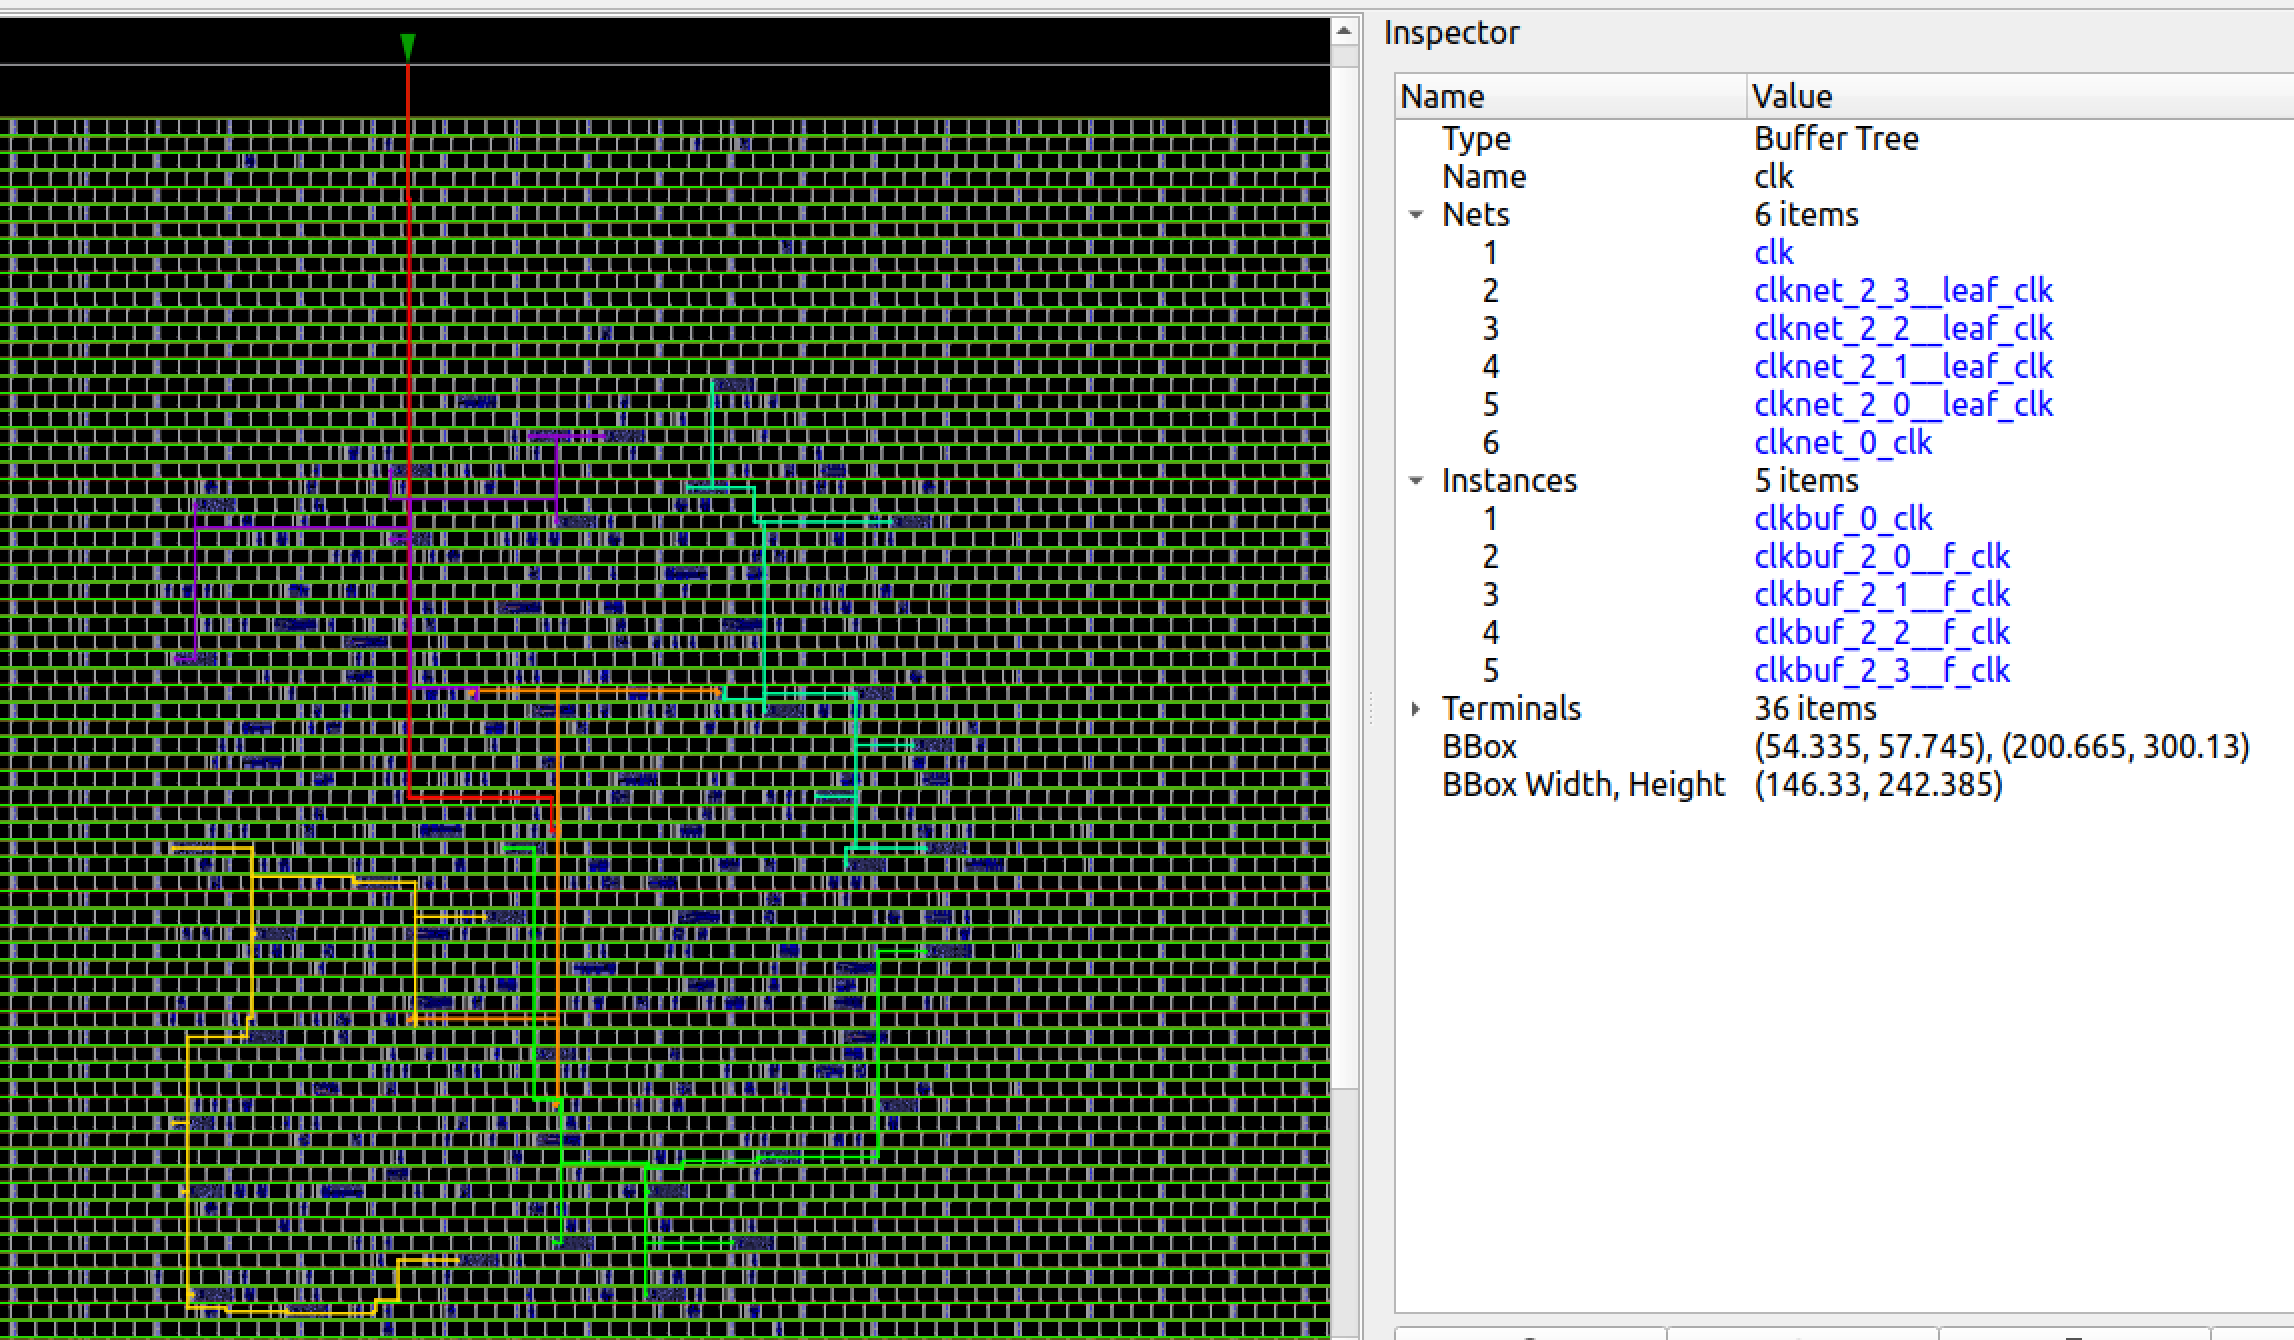 Inspector
Name Value
Type Buffer Tree
Name clk
Nets 6 items
1 clk
2 clknet_2_3__leaf_clk
3 clknet_2_2__leaf_clk
4 clknet_2_1__leaf_clk
5 clknet_2_0__leaf_clk
6 clknet_0_clk
Instances 5 items
1 clkbuf_0_clk
2 clkbuf_2_0__f_clk
3 clkbuf_2_1__f_clk
4 clkbuf_2_2__f_clk
5 clkbuf_2_3__f_clk
Terminals 36 items
BBox (54.335, 57.745), (200.665, 300.13)
BBox Width, Height (146.33, 242.385)